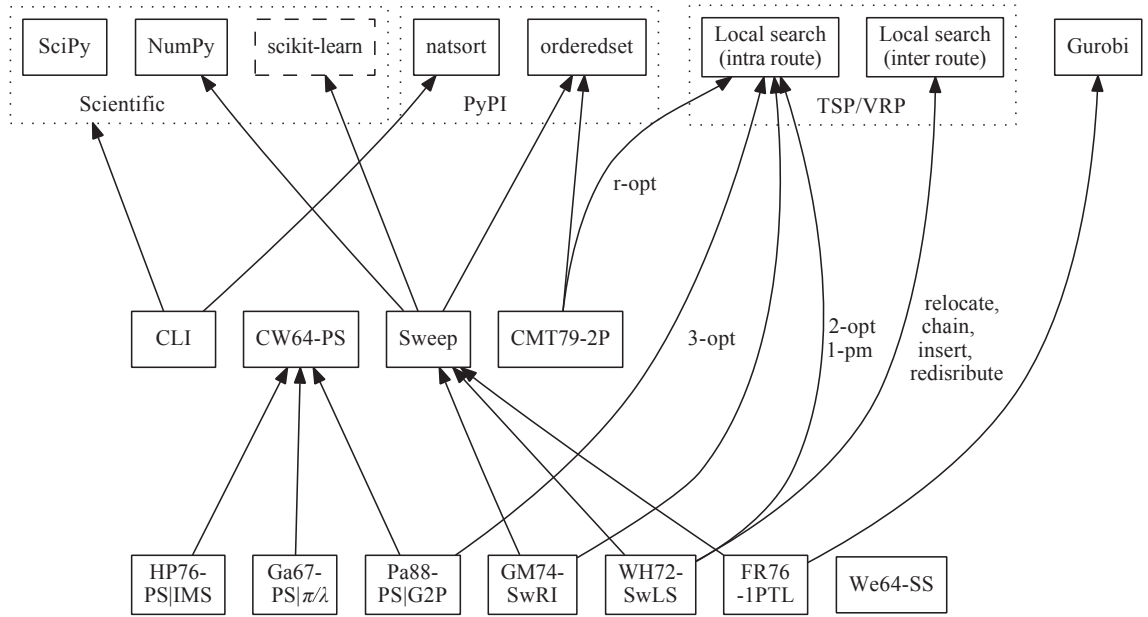 SciPy
NumPy
scikit-learn
natsort
orderedset
Local search
(intra route)
Local search
(inter route)
Gurobi
Scientific
PyPI
TSP/VRP
r-opt
CLI
CW64-PS
Sweep
CMT79-2P
3-opt
2-opt
1-pm
relocate,
chain,
insert,
redisribute
HP76-
PS|IMS
Ga67-
PS|π/λ
Pa88-
PS|G2P
GM74-
SwRI
WH72-
SwLS
FR76
-1PTL
We64-SS